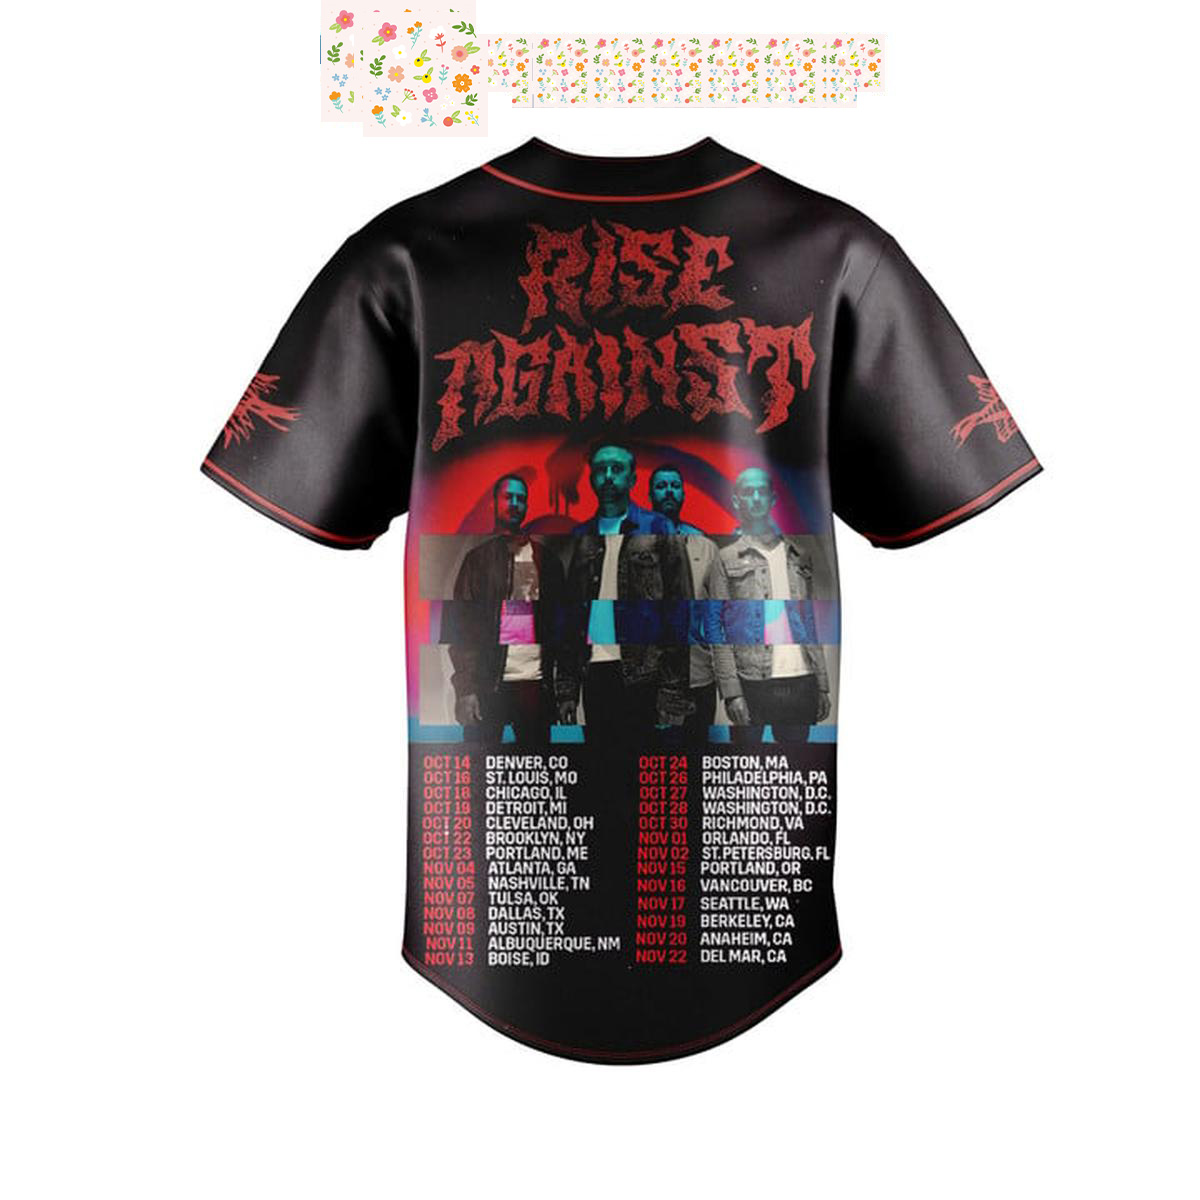 RISE
AGAINST
OCT 14 DENVER, CO
OCT 16 ST. LOUIS, MO
OCT 18 CHICAGO, IL
OCT 19 DETROIT, MI
OCT 20 CLEVELAND, OH
OCT 22 BROOKLYN, NY
OCT 23 PORTLAND, ME
NOV 04 ATLANTA, GA
NOV 05 NASHVILLE, TN
NOV 07 TULSA, OK
NOV 08 DALLAS, TX
NOV 09 AUSTIN, TX
NOV 11 ALBUQUERQUE, NM
NOV 13 BOISE, ID
OCT 24 BOSTON, MA
OCT 26 PHILADELPHIA, PA
OCT 27 WASHINGTON, D.C.
OCT 28 WASHINGTON, D.C.
OCT 30 RICHMOND, VA
NOV 01 ORLANDO, FL
NOV 02 ST. PETERSBURG, FL
NOV 15 PORTLAND, OR
NOV 16 VANCOUVER, BC
NOV 17 SEATTLE, WA
NOV 19 BERKELEY, CA
NOV 20 ANAHEIM, CA
NOV 22 DEL MAR, CA